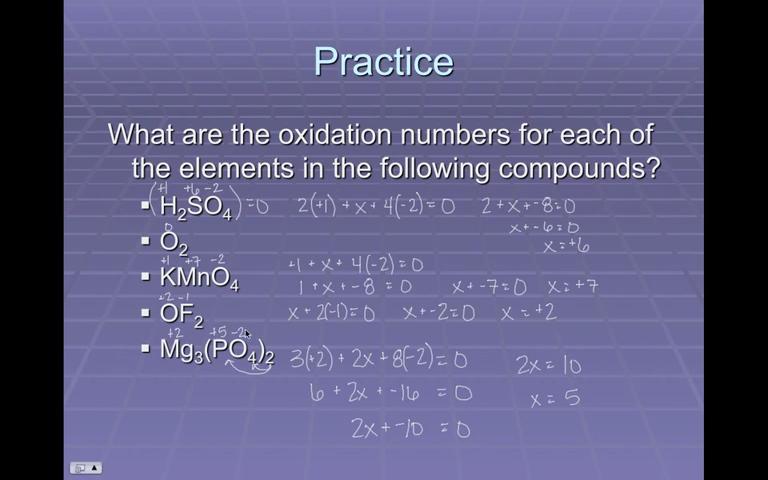 Practice
What are the oxidation numbers for each of
the elements in the following compounds?
+1 +6 -2
(H₂SO₄)=0 2(+1) + x + 4(-2) = 0 2 + x + -8 = 0
x + -6 = 0
x = +6
0
O₂
+1 +7 -2
KMnO₄ +1 + x + 4(-2) = 0
1 + x + -8 = 0 x + -7 = 0 x = +7
+2 -1
OF₂ x + 2(-1) = 0 x + -2 = 0 x = +2
+2 +5 -2
Mg₃(PO₄)₂ 3(+2) + 2x + 8(-2) = 0 2x = 10
6 + 2x + -16 = 0 x = 5
2x + -10 = 0